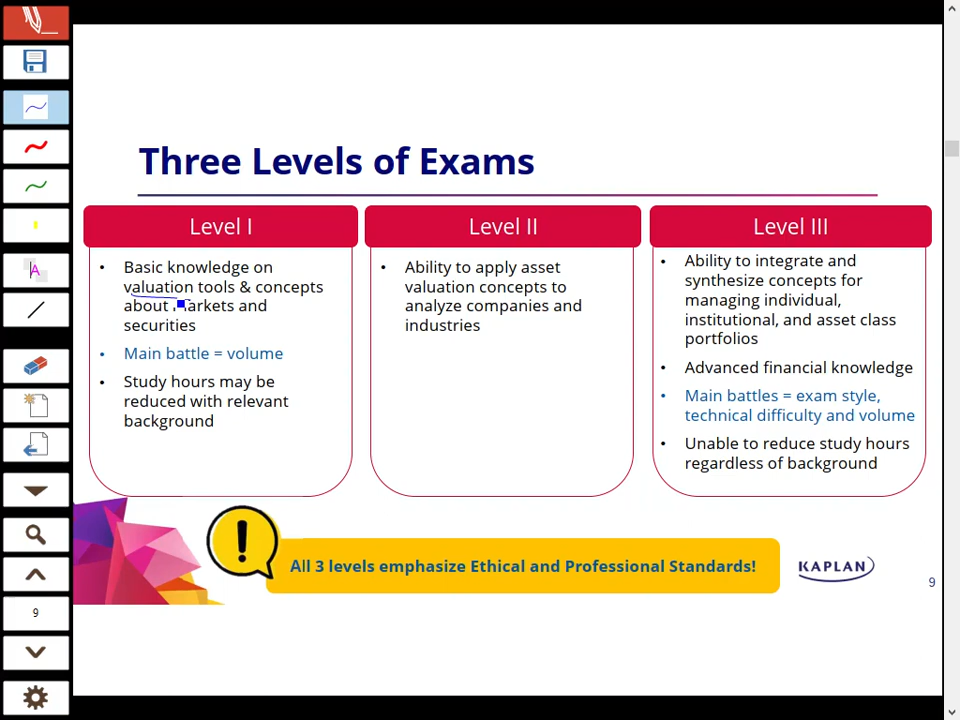 Three Levels of Exams
Level I
• Basic knowledge on
valuation tools & concepts
about markets and
securities
• Main battle = volume
• Study hours may be
reduced with relevant
background
Level II
• Ability to apply asset
valuation concepts to
analyze companies and
industries
Level III
• Ability to integrate and
synthesize concepts for
managing individual,
institutional, and asset class
portfolios
• Advanced financial knowledge
• Main battles = exam style,
technical difficulty and volume
• Unable to reduce study hours
regardless of background
!
All 3 levels emphasize Ethical and Professional Standards!
KAPLAN
9
A
9